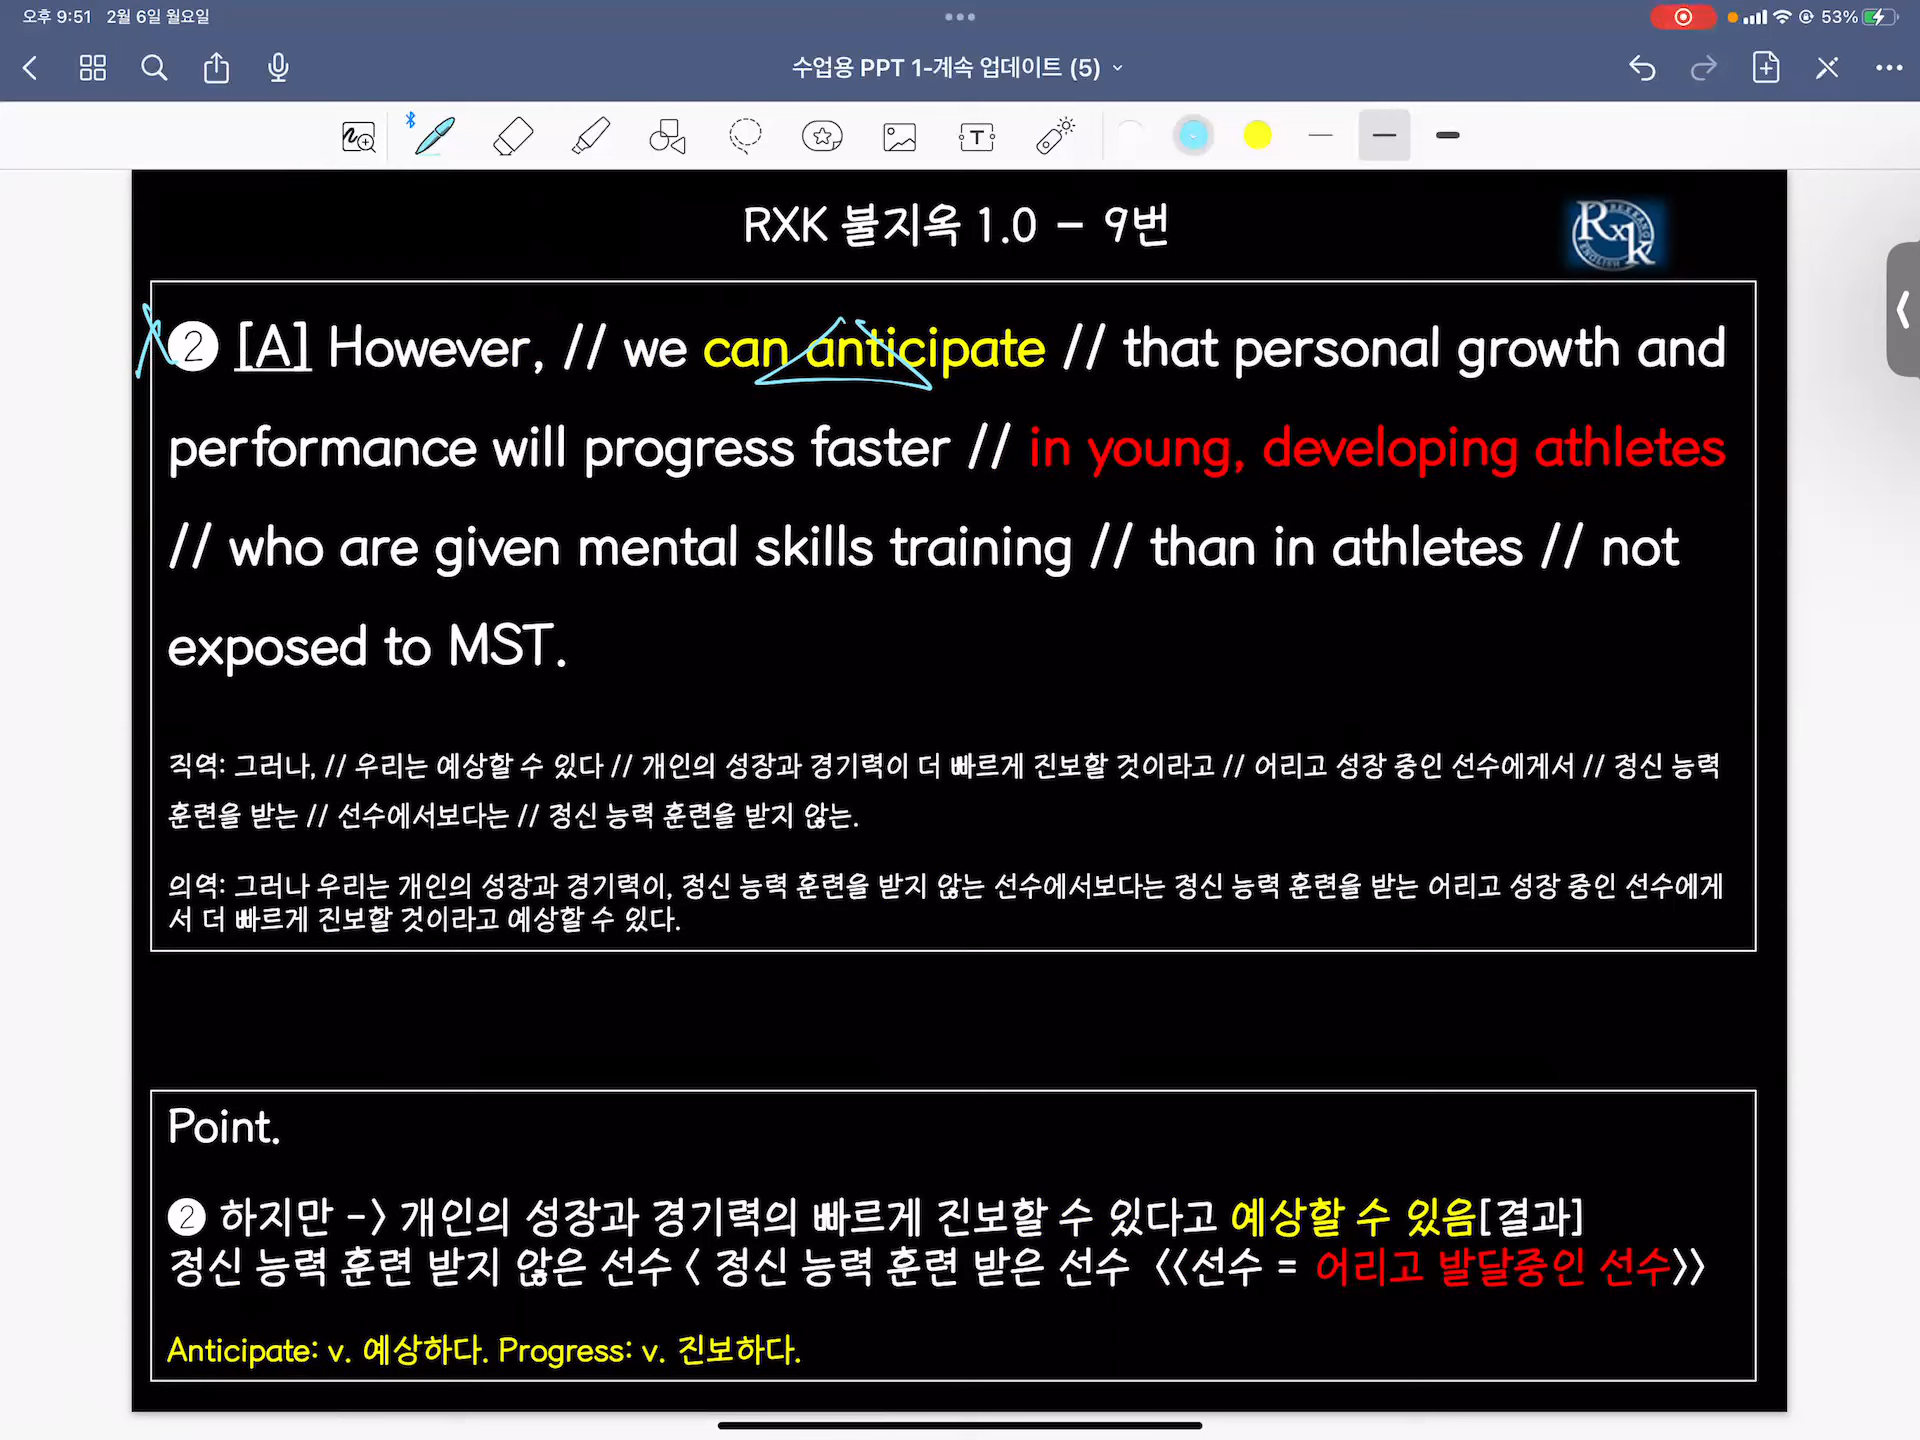 오후 9:51 2월 6일 월요일
53%
수업용 PPT 1-계속 업데이트 (5)
RXK 불지옥 1.0 – 9번
❷ [A] However, // we can anticipate // that personal growth and
performance will progress faster // in young, developing athletes
// who are given mental skills training // than in athletes // not
exposed to MST.
직역: 그러나, // 우리는 예상할 수 있다 // 개인의 성장과 경기력이 더 빠르게 진보할 것이라고 // 어리고 성장 중인 선수에게서 // 정신 능력
훈련을 받는 // 선수에서보다는 // 정신 능력 훈련을 받지 않는.
의역: 그러나 우리는 개인의 성장과 경기력이, 정신 능력 훈련을 받지 않는 선수에서보다는 정신 능력 훈련을 받는 어리고 성장 중인 선수에게
서 더 빠르게 진보할 것이라고 예상할 수 있다.
Point.
❷ 하지만 -> 개인의 성장과 경기력의 빠르게 진보할 수 있다고 예상할 수 있음[결과]
정신 능력 훈련 받지 않은 선수 < 정신 능력 훈련 받은 선수 <<선수 = 어리고 발달중인 선수>>
Anticipate: v. 예상하다. Progress: v. 진보하다.